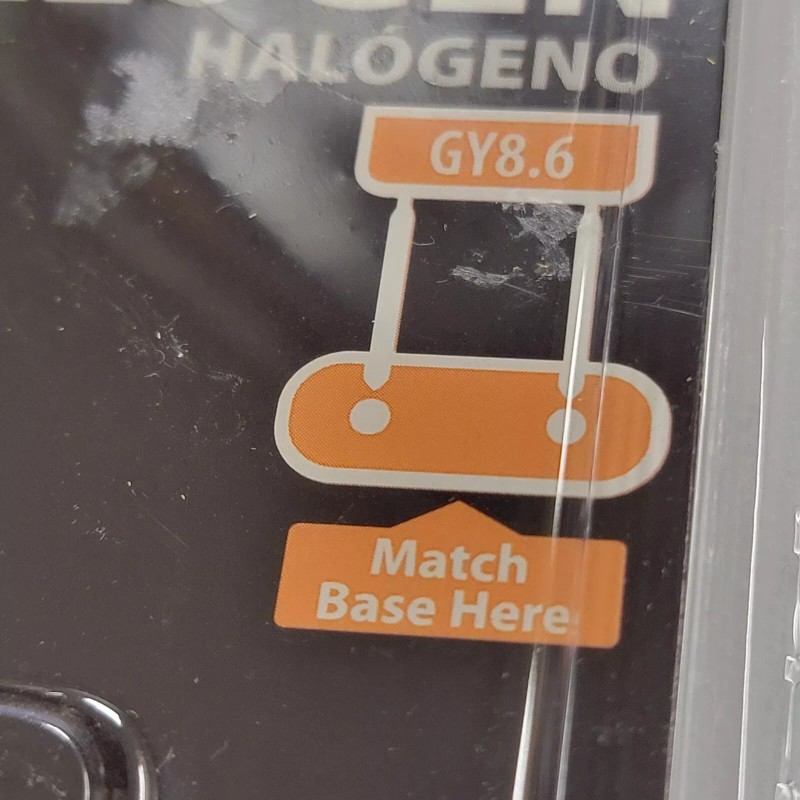 HALÓGENO
GY8.6
Match
Base Here